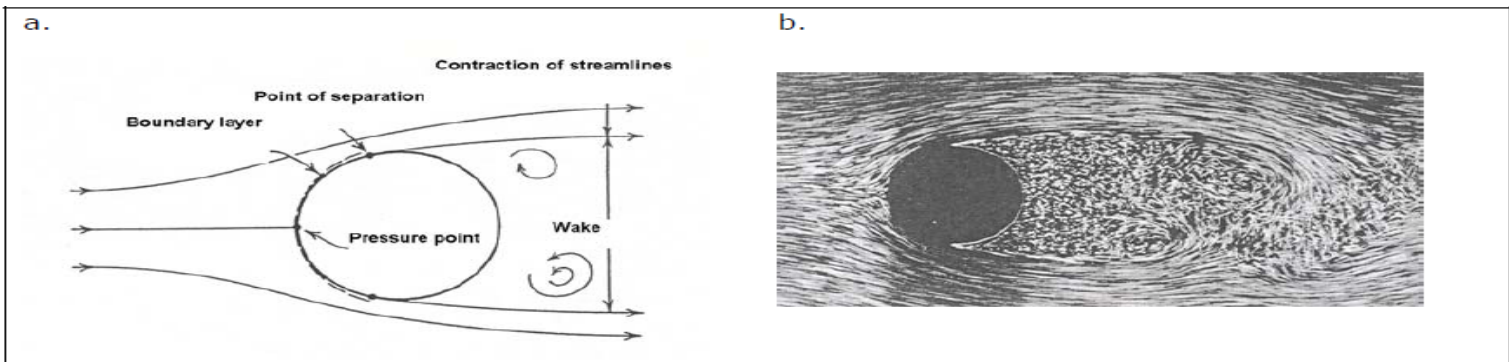 a.
b.
Contraction of streamlines
Point of separation
Boundary layer
Pressure point
Wake